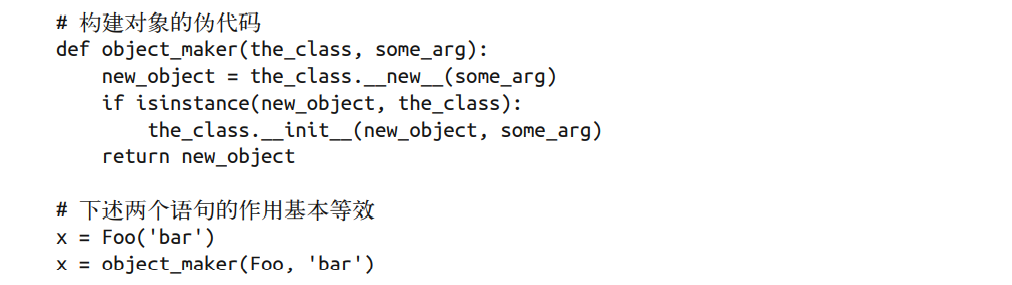 # 构建对象的伪代码
def object_maker(the_class, some_arg):
    new_object = the_class.__new__(some_arg)
    if isinstance(new_object, the_class):
        the_class.__init__(new_object, some_arg)
    return new_object

# 下述两个语句的作用基本等效
x = Foo('bar')
x = object_maker(Foo, 'bar')